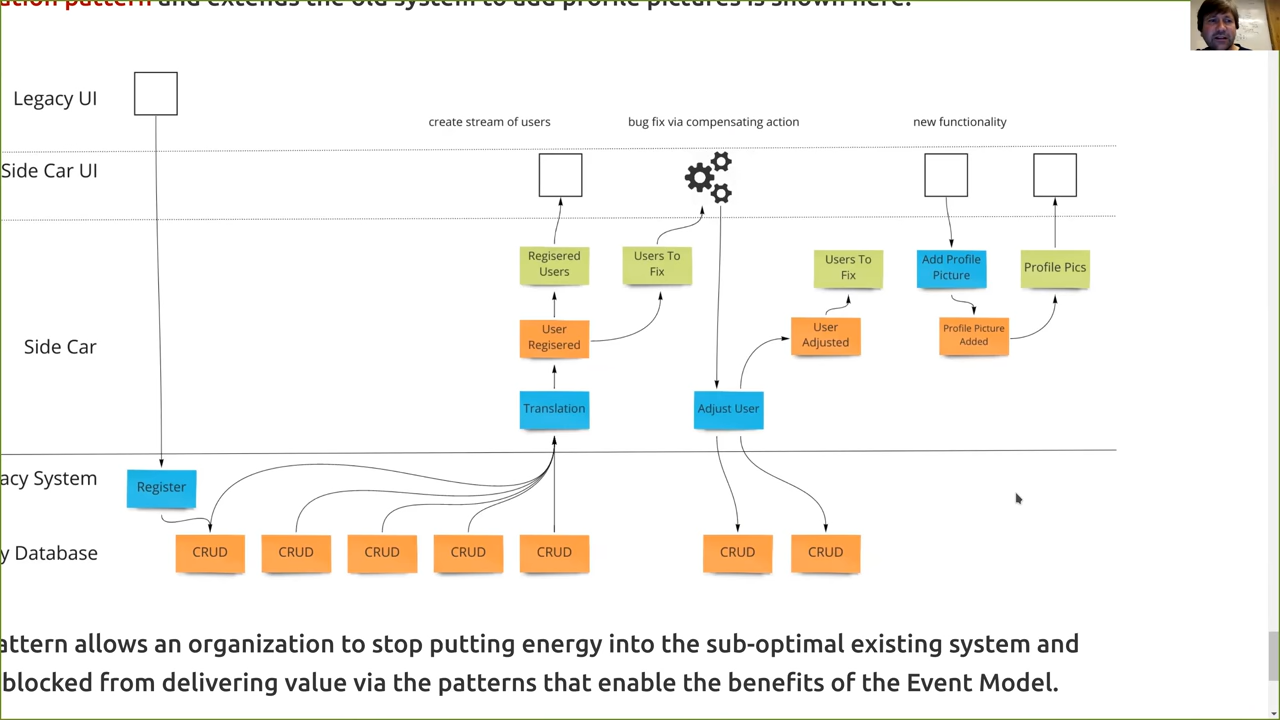 ation pattern and extends the old system to add profile pictures is shown here:
Legacy UI
create stream of users
bug fix via compensating action
new functionality
Side Car UI
Regisered
Users
Users To
Fix
Users To
Fix
Add Profile
Picture
Profile Pics
User
Regisered
User
Adjusted
Profile Picture
Added
Side Car
Translation
Adjust User
acy System
Register
y Database
CRUD
CRUD
CRUD
CRUD
CRUD
CRUD
CRUD
attern allows an organization to stop putting energy into the sub-optimal existing system and
blocked from delivering value via the patterns that enable the benefits of the Event Model.